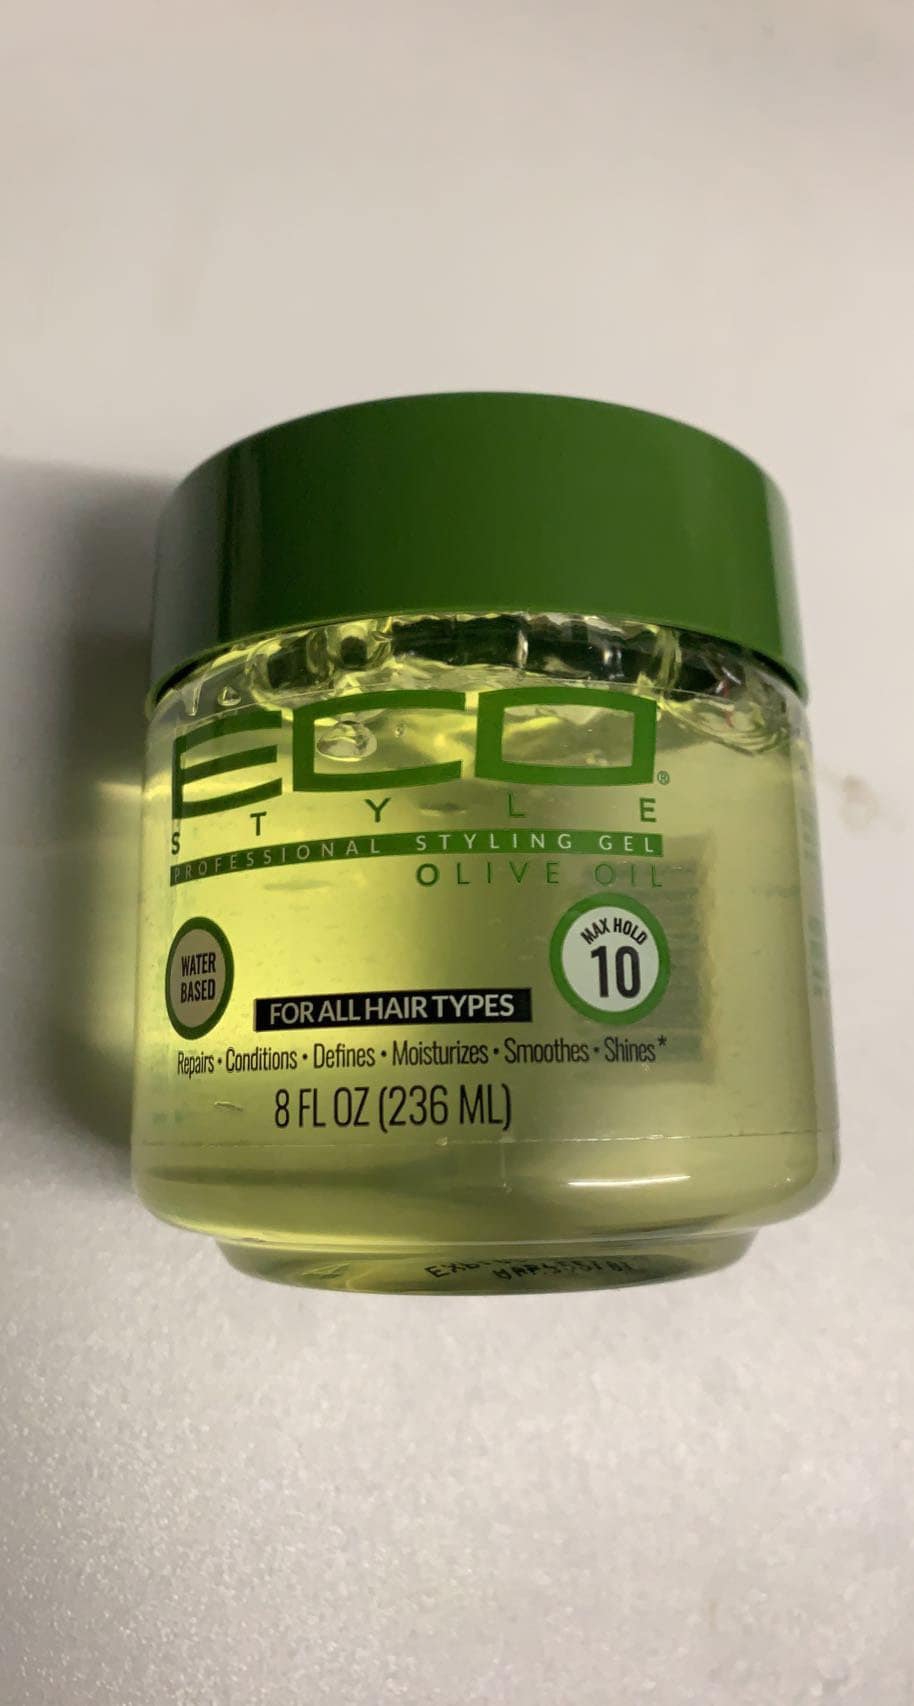 ECO®
STYLE
PROFESSIONAL STYLING GEL
OLIVE OIL
WATER
BASED
MAX HOLD
10
FOR ALL HAIR TYPES
Repairs • Conditions • Defines • Moisturizes • Smoothes • Shines*
8 FL OZ (236 ML)